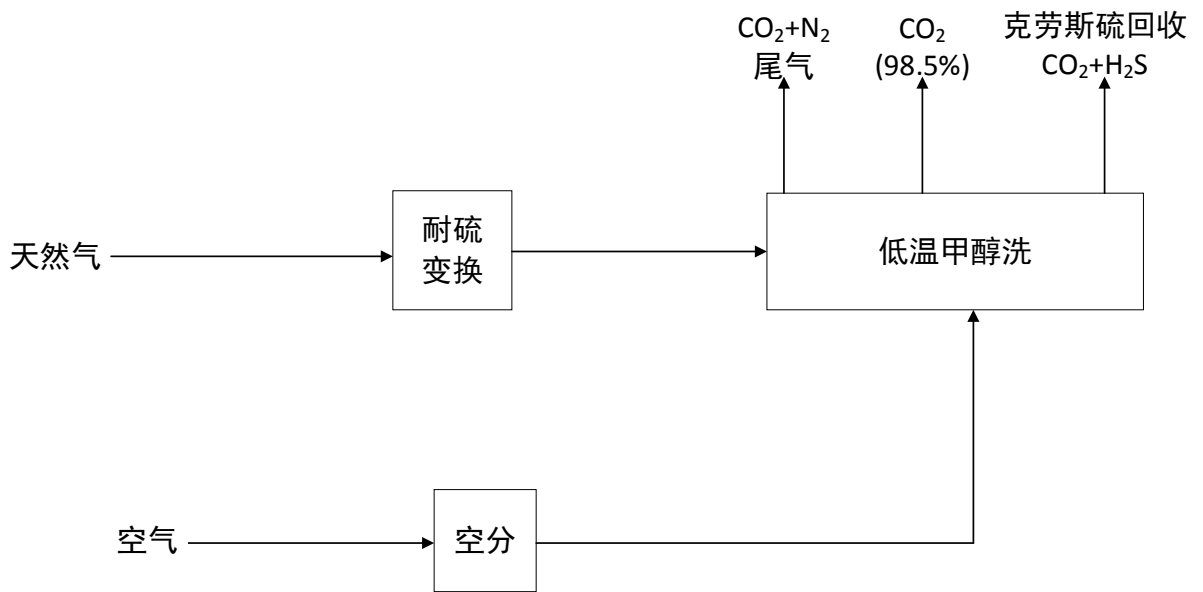 CO₂+N₂
尾气
CO₂
(98.5%)
克劳斯硫回收
CO₂+H₂S
天然气
耐硫
变换
低温甲醇洗
空气
空分